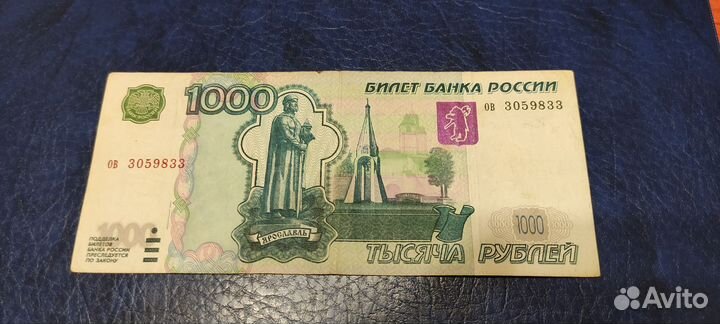 1000
БИЛЕТ БАНКА РОССИИ
ов 3059833
ов 3059833
ЯРОСЛАВЛЬ
ПОДДЕЛКА
БИЛЕТОВ
БАНКА РОССИИ
ПРЕСЛЕДУЕТСЯ
ПО ЗАКОНУ
1000
ТЫСЯЧА РУБЛЕЙ
Avito